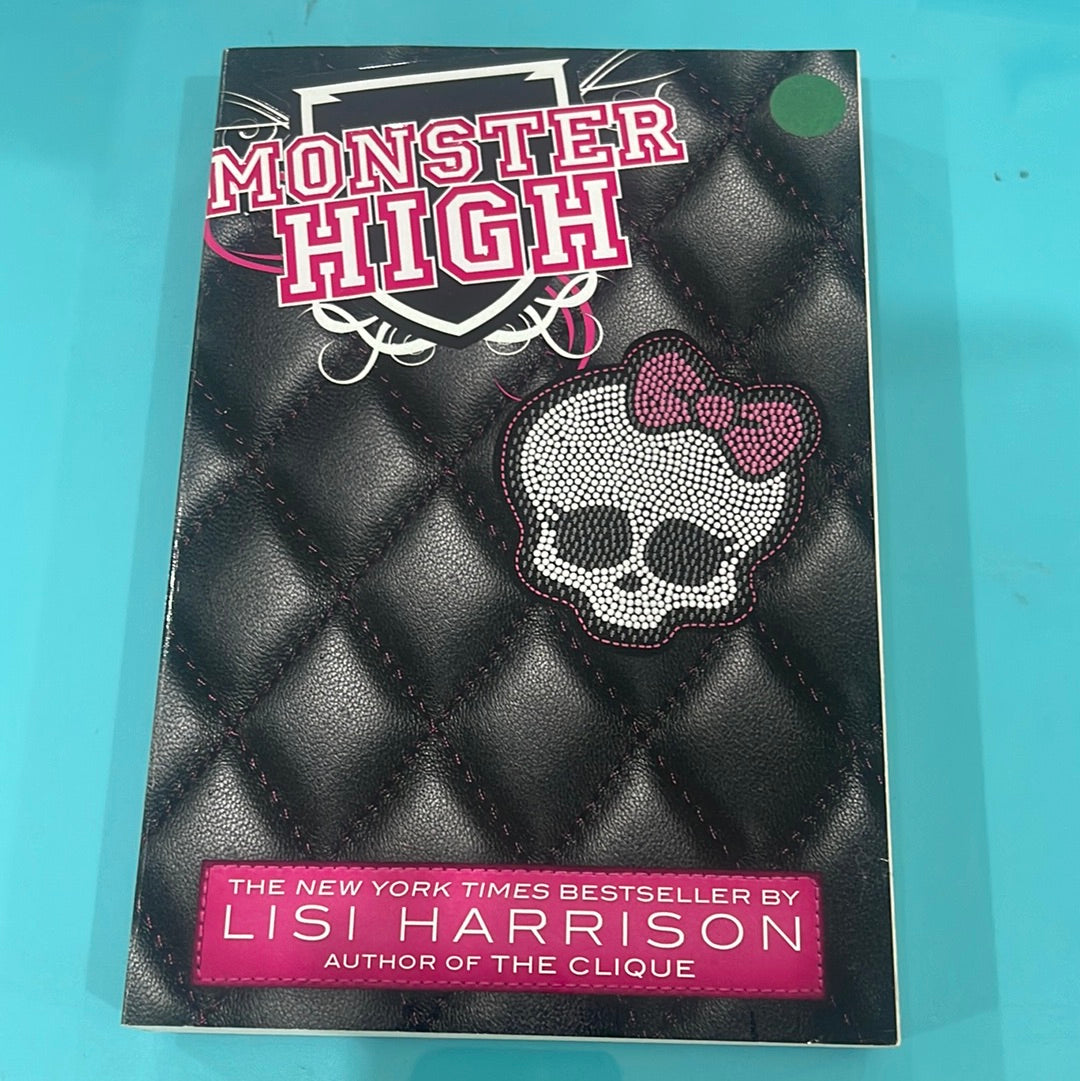 MONSTER
HIGH
THE NEW YORK TIMES BESTSELLER BY
LISI HARRISON
AUTHOR OF THE CLIQUE